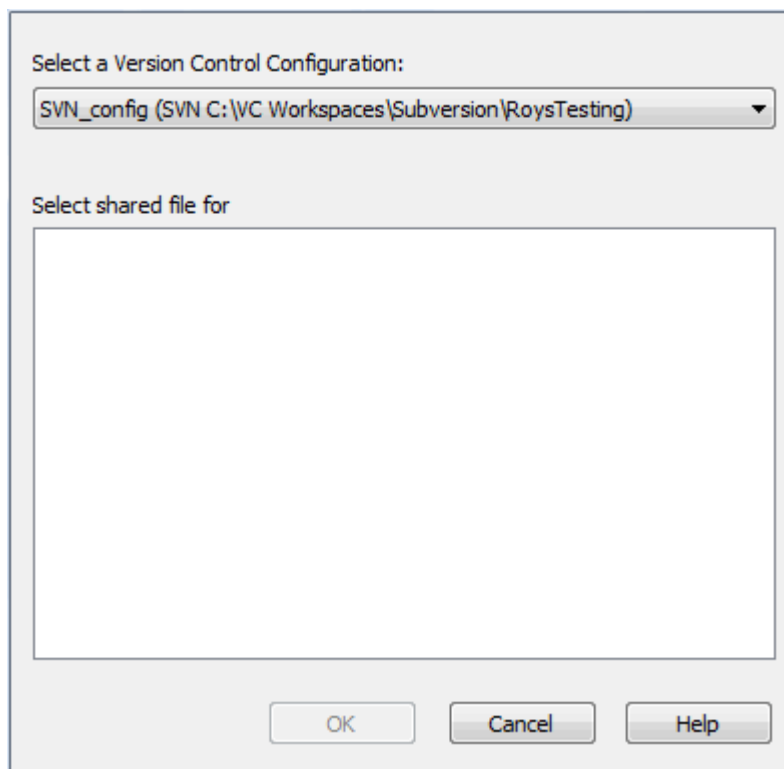 Select a Version Control Configuration:
SVN_config (SVN C:\VC Workspaces\Subversion\RoysTesting)
Select shared file for
OK
Cancel
Help